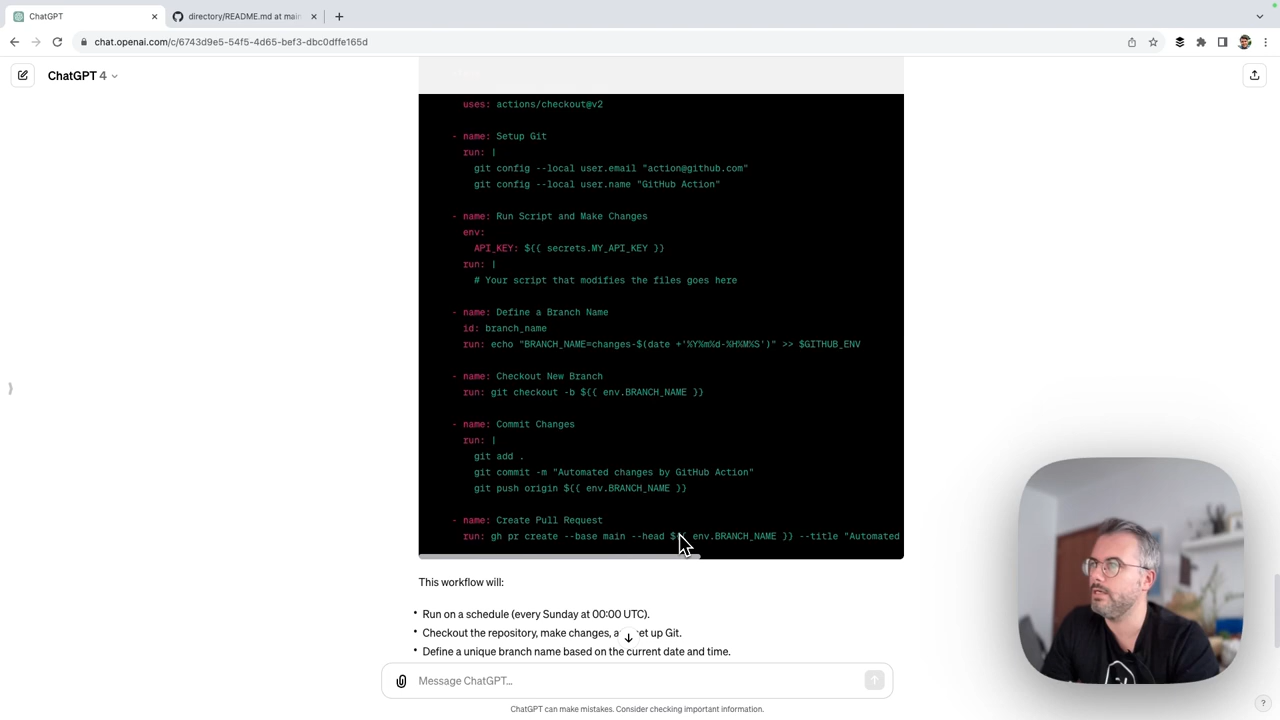 ChatGPT
directory/README.md at main
chat.openai.com/c/6743d9e5-54f5-4d65-bef3-dbc0dffe165d
ChatGPT 4
uses: actions/checkout@v2
- name: Setup Git
run: |
git config --local user.email "action@github.com"
git config --local user.name "GitHub Action"
- name: Run Script and Make Changes
env:
API_KEY: ${{ secrets.MY_API_KEY }}
run: |
# Your script that modifies the files goes here
- name: Define a Branch Name
id: branch_name
run: echo "BRANCH_NAME=changes-$(date +'%Y%m%d-%H%M%S')" >> $GITHUB_ENV
- name: Checkout New Branch
run: git checkout -b ${{ env.BRANCH_NAME }}
- name: Commit Changes
run: |
git add .
git commit -m "Automated changes by GitHub Action"
git push origin ${{ env.BRANCH_NAME }}
- name: Create Pull Request
run: gh pr create --base main --head env.BRANCH_NAME }} --title "Automated
This workflow will:
• Run on a schedule (every Sunday at 00:00 UTC).
• Checkout the repository, make changes, set up Git.
• Define a unique branch name based on the current date and time.
Message ChatGPT...
ChatGPT can make mistakes. Consider checking important information.
?